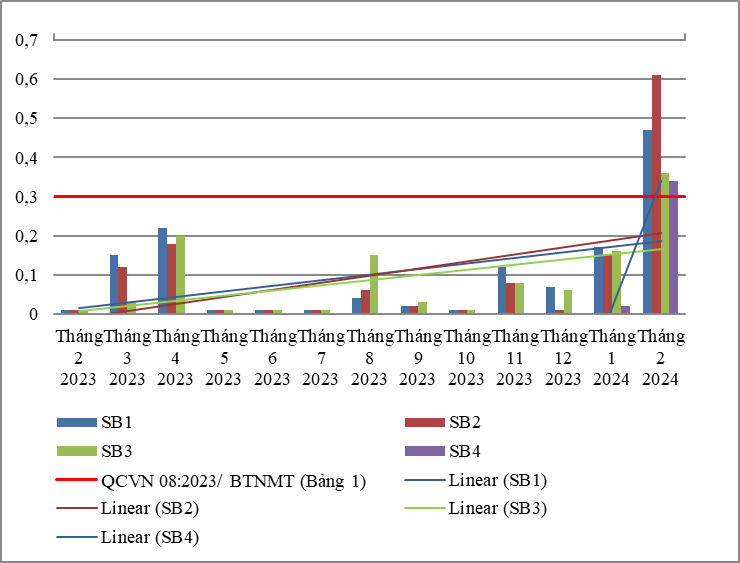 0,7
0,6
0,5
0,4
0,3
0,2
0,1
0
Tháng Tháng Tháng Tháng Tháng Tháng Tháng Tháng Tháng Tháng Tháng Tháng Tháng
2 3 4 5 6 7 8 9 10 11 12 1 2
2023 2023 2023 2023 2023 2023 2023 2023 2023 2023 2023 2024 2024
SB1 SB2
SB3 SB4
QCVN 08:2023/ BTNMT (Bảng 1) Linear (SB1)
Linear (SB2) Linear (SB3)
Linear (SB4)